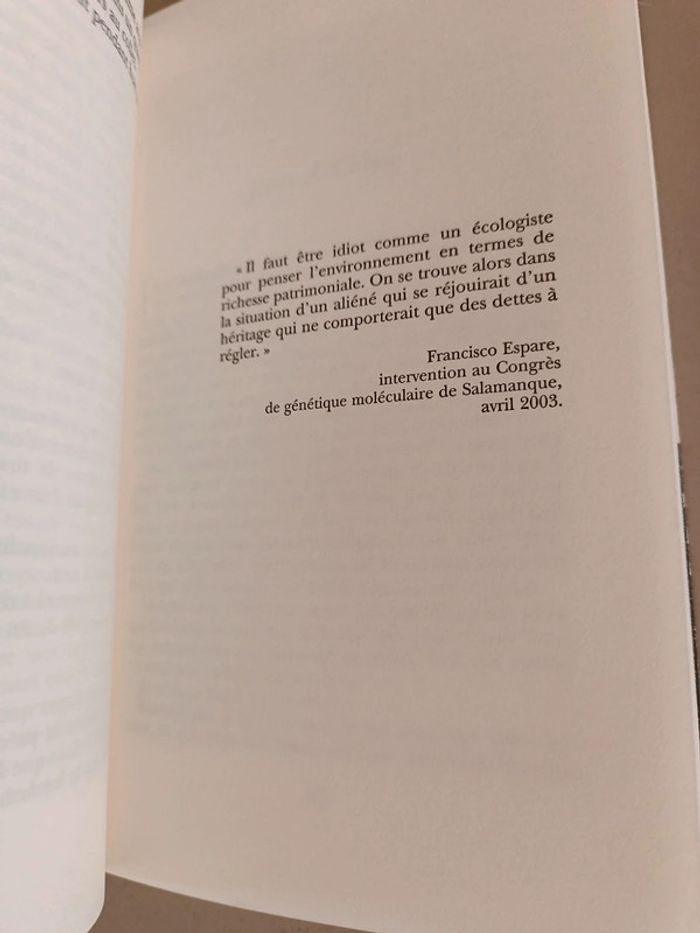 pendant
« Il faut être idiot comme un écologiste
pour penser l'environnement en termes de
richesse patrimoniale. On se trouve alors dans
la situation d'un aliéné qui se réjouirait d'un
héritage qui ne comporterait que des dettes à
régler. »
Francisco Espare,
intervention au Congrès
de génétique moléculaire de Salamanque,
avril 2003.